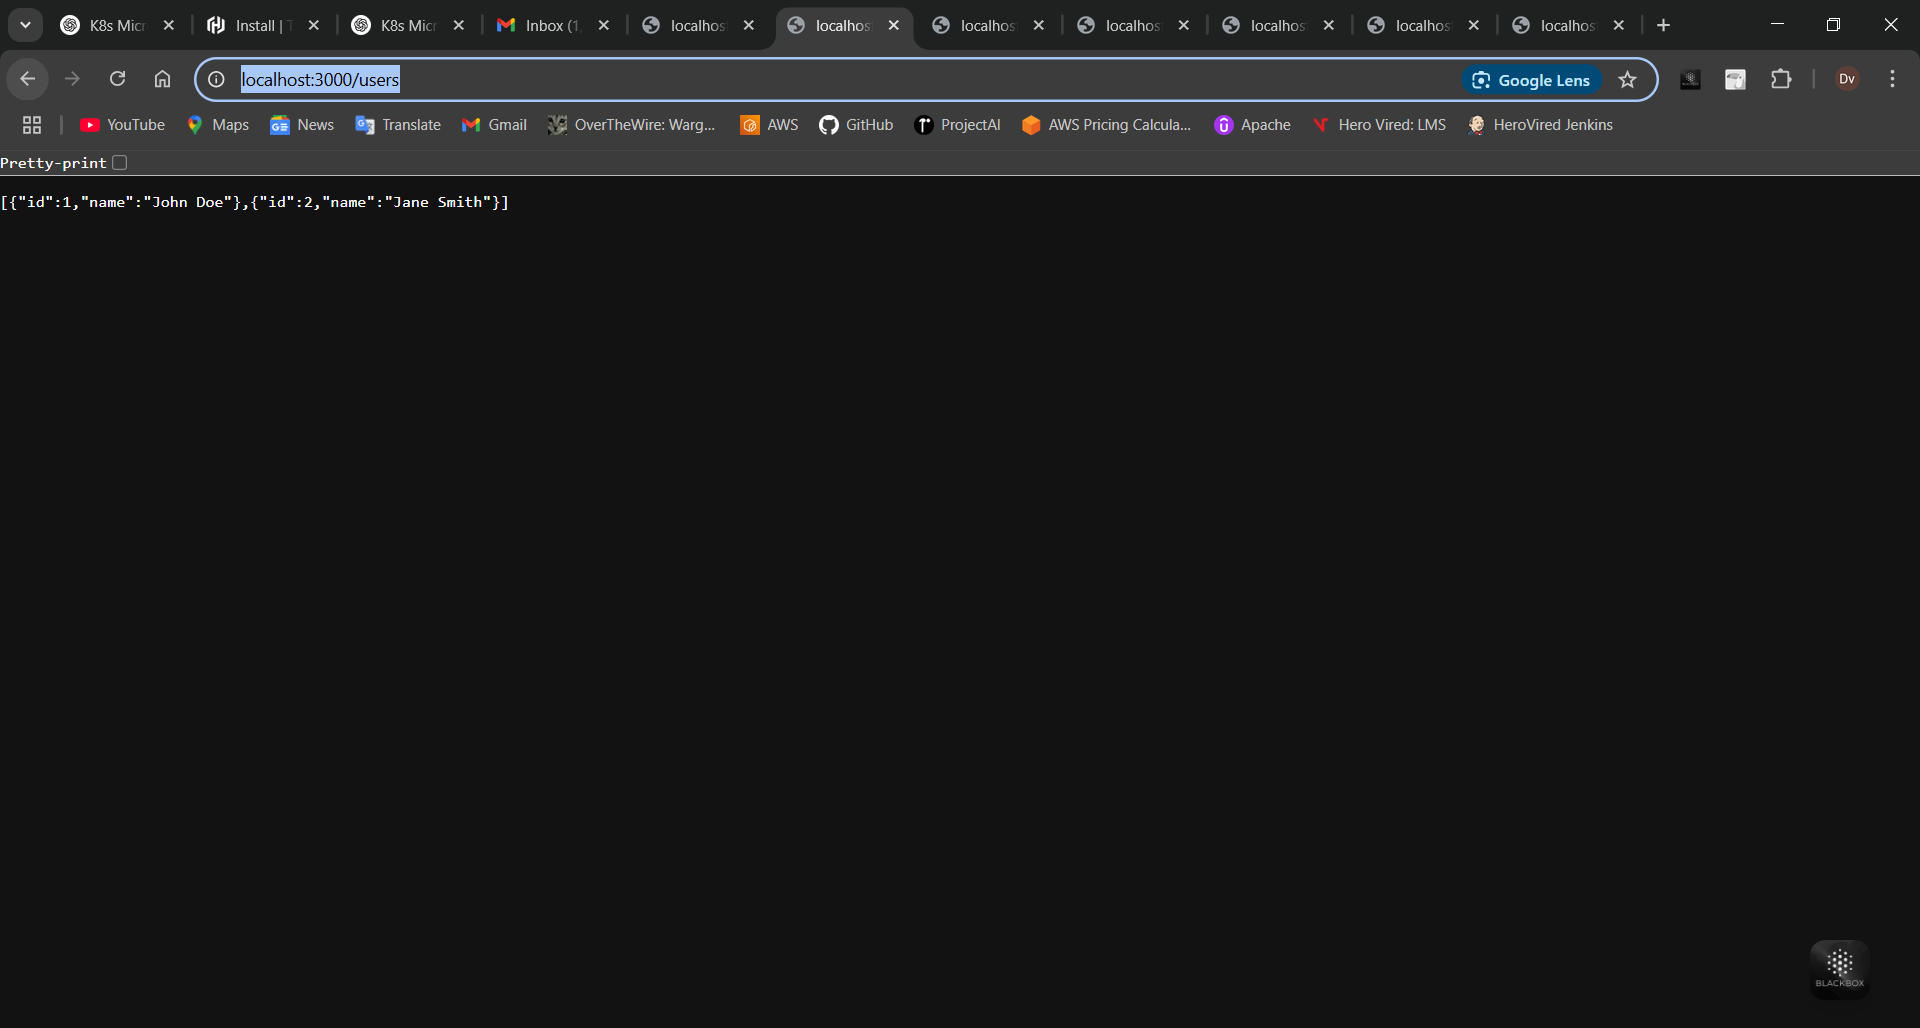 K8s Micr
Install | T
K8s Micr
Inbox (1,
localhos
localhos
localhos
localhos
localhos
localhos
localhos
localhost:3000/users
Google Lens
Dv
YouTube
Maps
News
Translate
Gmail
OverTheWire: Warg...
AWS
GitHub
ProjectAI
AWS Pricing Calcula...
Apache
Hero Vired: LMS
HeroVired Jenkins
Pretty-print
[{"id":1,"name":"John Doe"},{"id":2,"name":"Jane Smith"}]
BLACKBOX